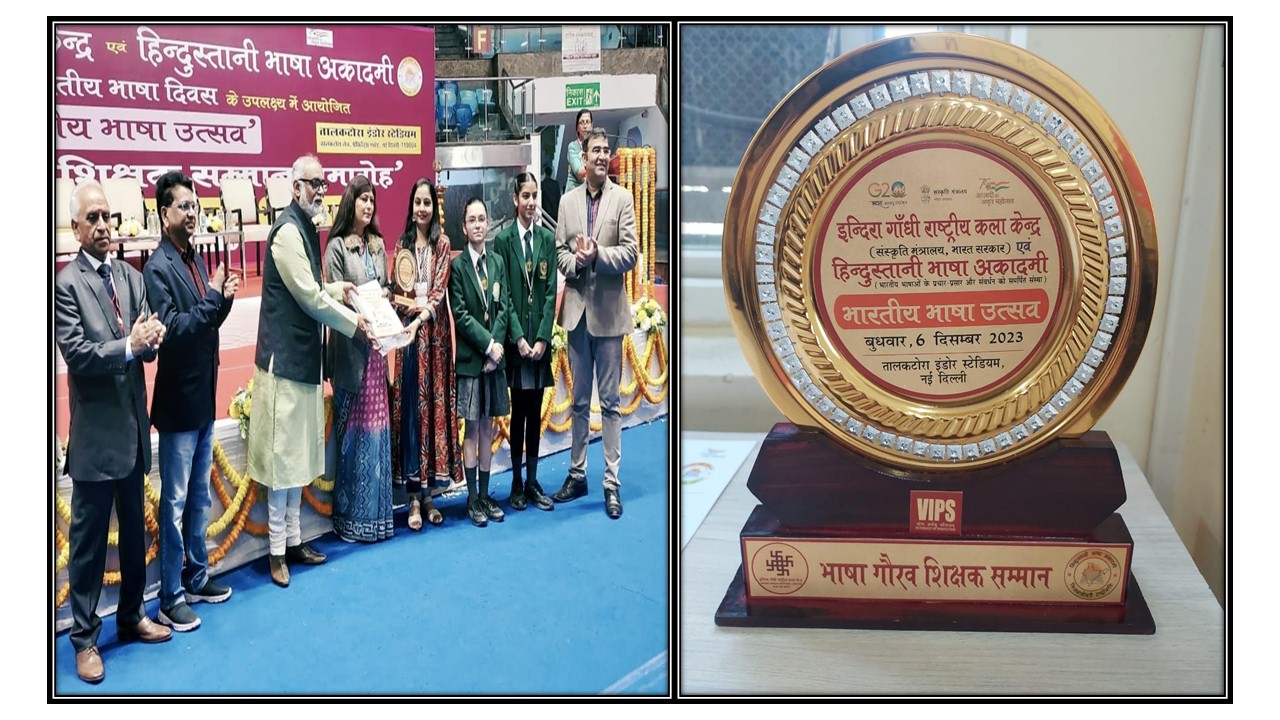 न्द्र एवं हिन्दुस्तानी भाषा अकादमी
तीय भाषा दिवस के उपलक्ष्य में आयोजित
ीय भाषा उत्सव’
तालकटोरा इंडोर स्टेडियम
शिक्षक सम्मान समारोह’
F
निकास
EXIT
G20
संस्कृति मंत्रालय
इन्दिरा गाँधी राष्ट्रीय कला केन्द्र
(संस्कृति मंत्रालय, भारत सरकार) एवं
हिन्दुस्तानी भाषा अकादमी
(भारतीय भाषाओं के प्रचार-प्रसार और संवर्धन को समर्पित संस्था)
भारतीय भाषा उत्सव
बुधवार, 6 दिसम्बर 2023
तालकटोरा इंडोर स्टेडियम,
नई दिल्ली
VIPS
भाषा गौरव शिक्षक सम्मान